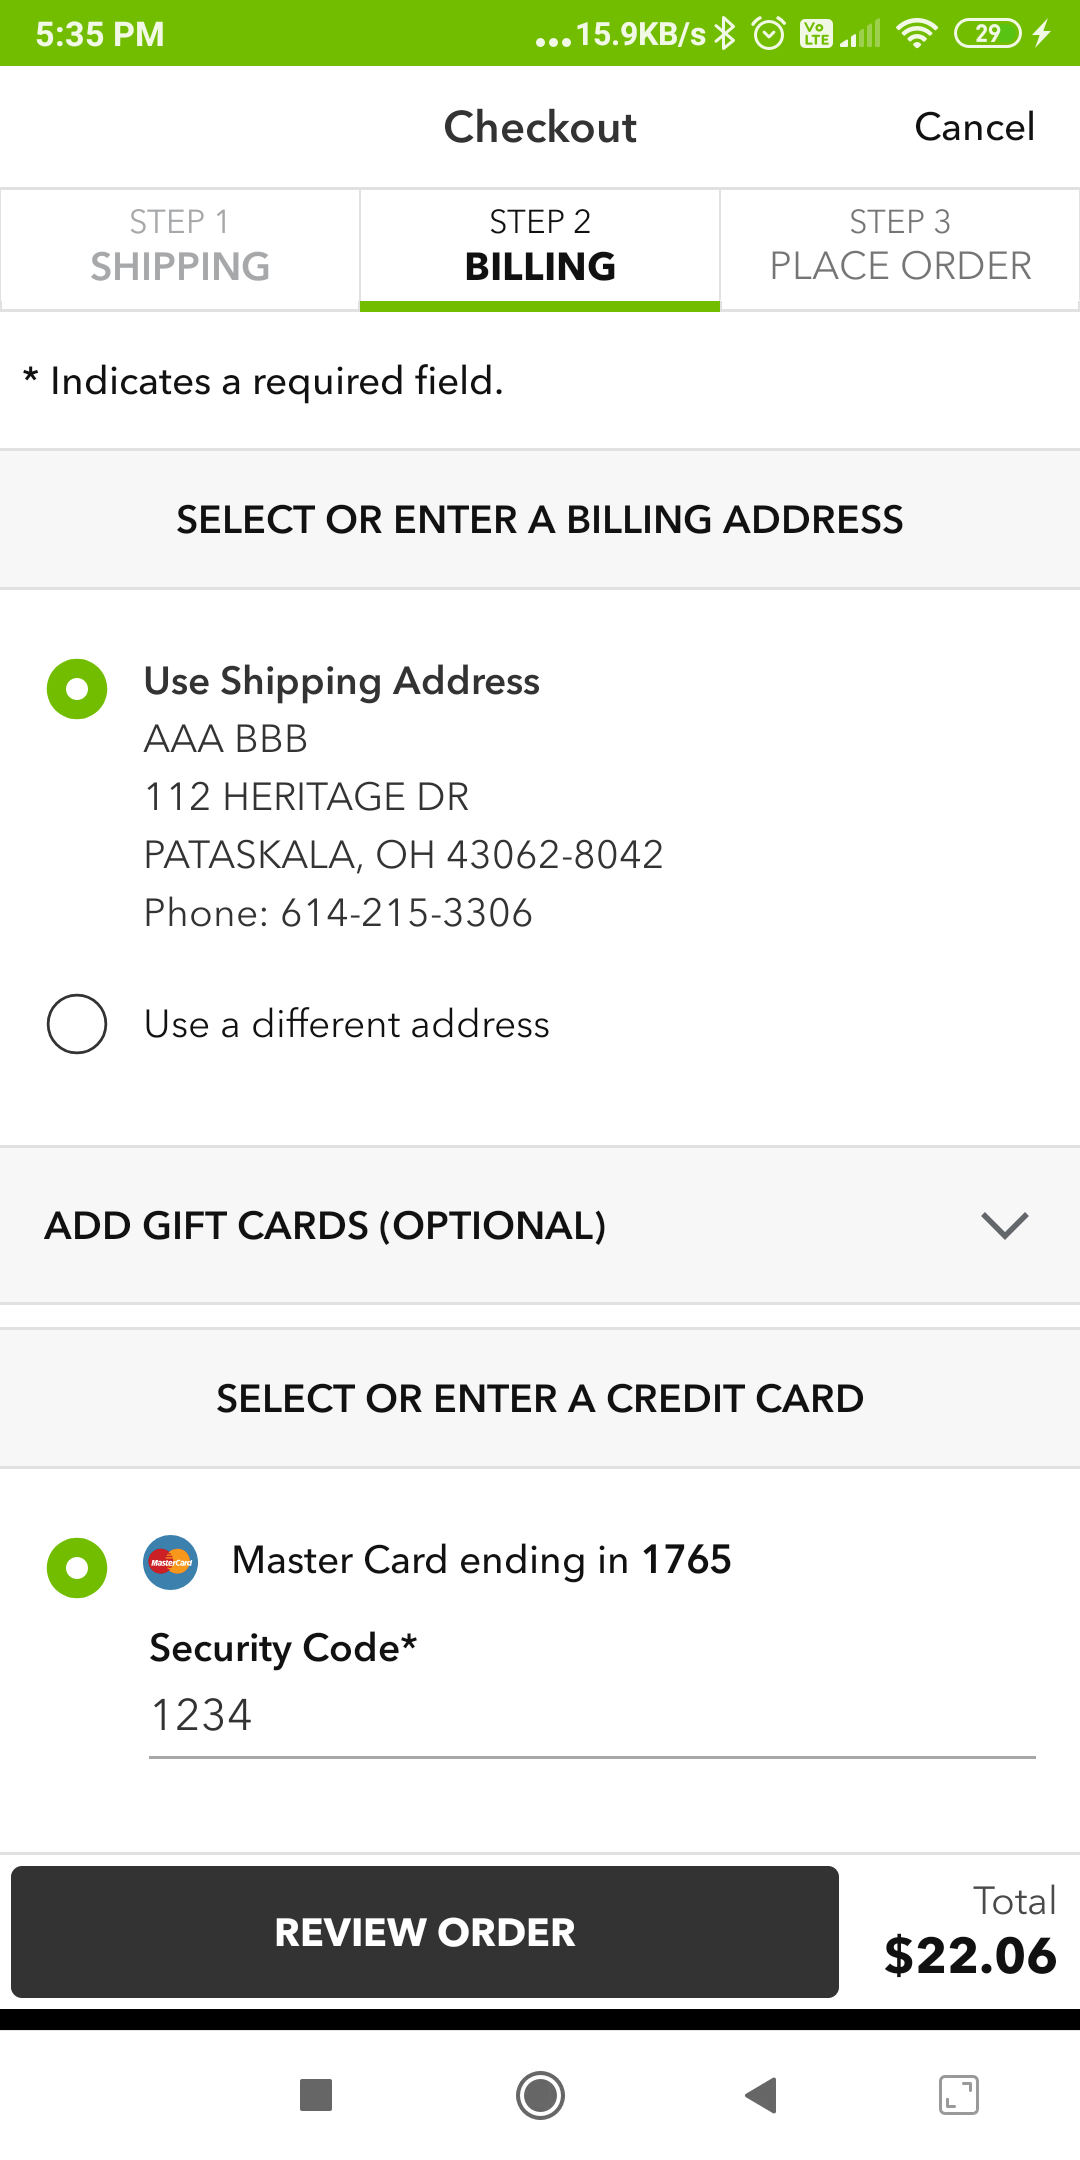 5:35 PM
...15.9KB/s VO LTE 29
Checkout
Cancel
STEP 1
SHIPPING
STEP 2
BILLING
STEP 3
PLACE ORDER
* Indicates a required field.
SELECT OR ENTER A BILLING ADDRESS
Use Shipping Address
AAA BBB
112 HERITAGE DR
PATASKALA, OH 43062-8042
Phone: 614-215-3306
Use a different address
ADD GIFT CARDS (OPTIONAL)
SELECT OR ENTER A CREDIT CARD
MasterCard
Master Card ending in 1765
Security Code*
1234
REVIEW ORDER
Total
$22.06